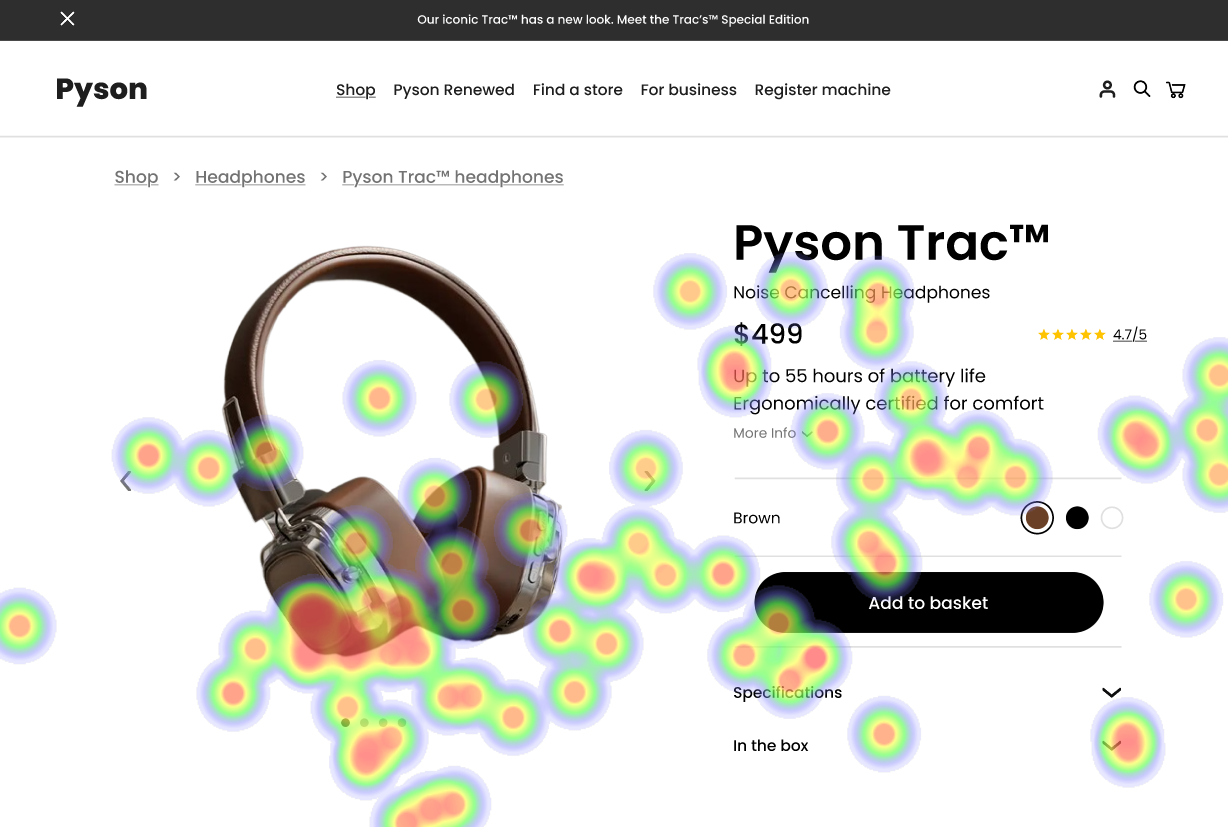 Our iconic Trac™ has a new look. Meet the Trac's™ Special Edition
Pyson
Shop Pyson Renewed Find a store For business Register machine
Shop > Headphones > Pyson Trac™ headphones
Pyson Trac™
Noise Cancelling Headphones
$499
4.7/5
Up to 55 hours of battery life
Ergonomically certified for comfort
More Info
Brown
Add to basket
Specifications
In the box